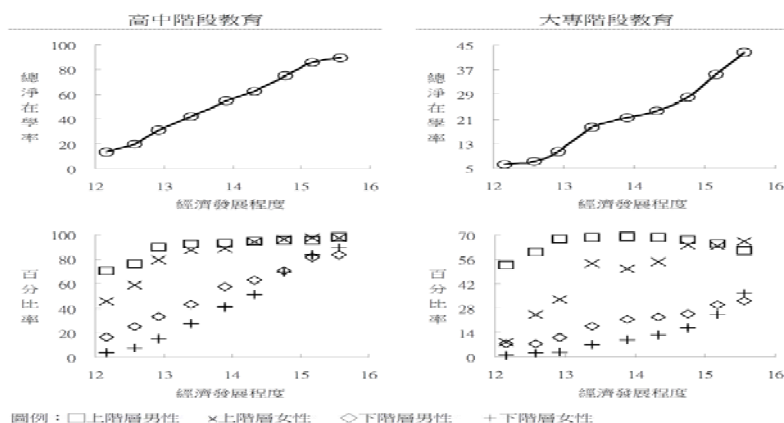 高中階段教育
大專階段教育
總淨在學率
100
80
60
40
20
0
12 13 14 15 16
經濟發展程度
總淨在學率
45
37
29
21
13
5
12 13 14 15 16
經濟發展程度
百分比率
100
80
60
40
20
0
12 13 14 15 16
經濟發展程度
百分比率
70
56
42
28
14
0
12 13 14 15 16
經濟發展程度
圖例：□上階層男性 ×上階層女性 ◇下階層男性 +下階層女性